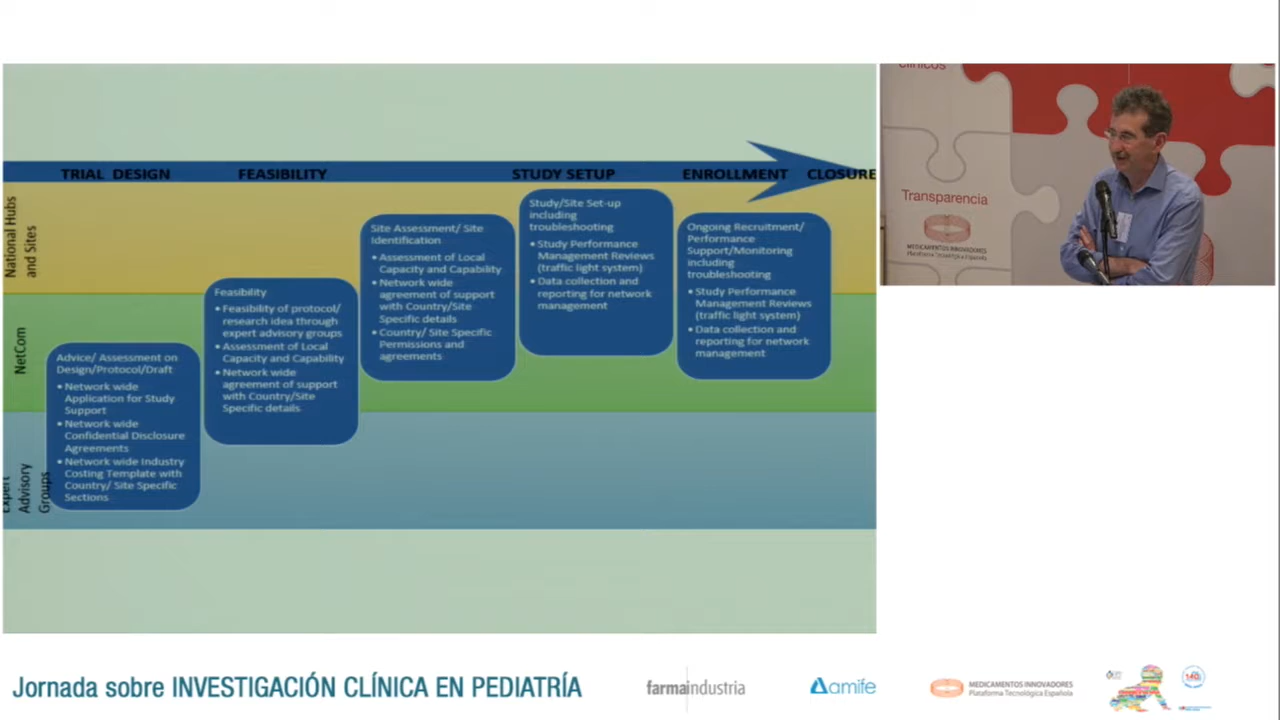 TRIAL DESIGN
FEASIBILITY
STUDY SETUP
ENROLLMENT
CLOSURE
National Hubs
and Sites
NetCom
Expert
Advisory
Groups
Advice/ Assessment on
Design/Protocol/Draft
• Network wide
Application for Study
Support
• Network wide
Confidential Disclosure
Agreements
• Network wide Industry
Costing Template with
Country/ Site Specific
Sections
Feasibility
• Feasibility of protocol/
research idea through
expert advisory groups
• Assessment of Local
Capacity and Capability
• Network wide
agreement of support
with Country/Site
Specific details
Site Assessment/ Site
Identification
• Assessment of Local
Capacity and Capability
• Network wide
agreement of support
with Country/Site
Specific details
• Country/ Site Specific
Permissions and
agreements
Study/Site Set-up
including
troubleshooting
• Study Performance
Management Reviews
(traffic light system)
• Data collection and
reporting for network
management
Ongoing Recruitment/
Performance
Support/Monitoring
including
troubleshooting
• Study Performance
Management Reviews
(traffic light system)
• Data collection and
reporting for network
management
clínicos
Transparencia
MEDICAMENTOS INNOVADORES
Plataforma Tecnológica Española
Jornada sobre INVESTIGACIÓN CLÍNICA EN PEDIATRÍA
farmaindustria
amife
MEDICAMENTOS INNOVADORES
Plataforma Tecnológica Española